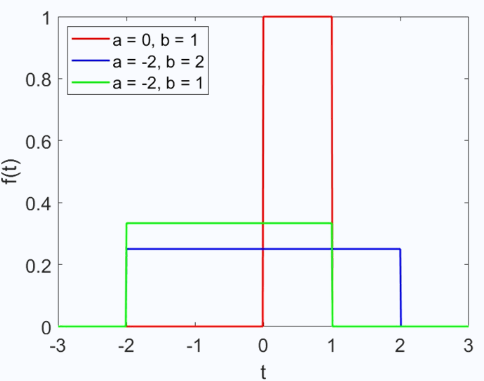 1
a = 0, b = 1
a = -2, b = 2
a = -2, b = 1
0.8
0.6
f(t)
0.4
0.2
0
-3 -2 -1 0 1 2 3
t